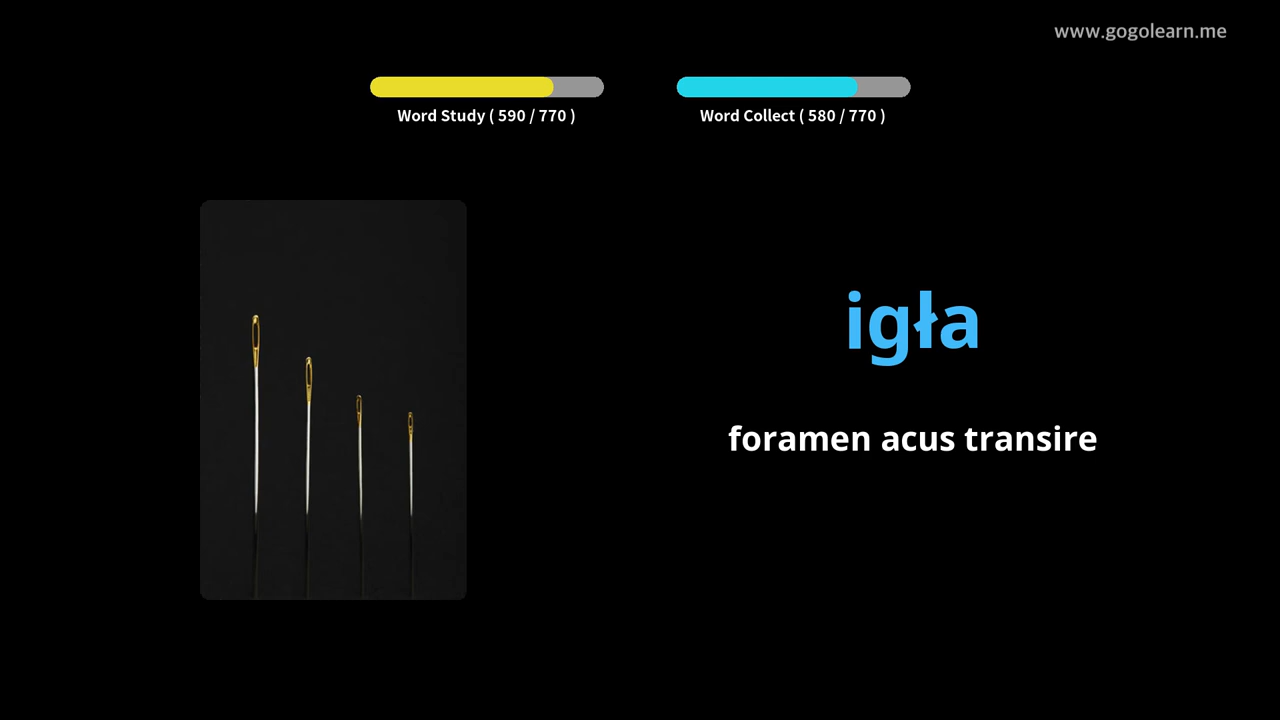 www.gogolearn.me
Word Study ( 590 / 770 )
Word Collect ( 580 / 770 )
igła
foramen acus transire